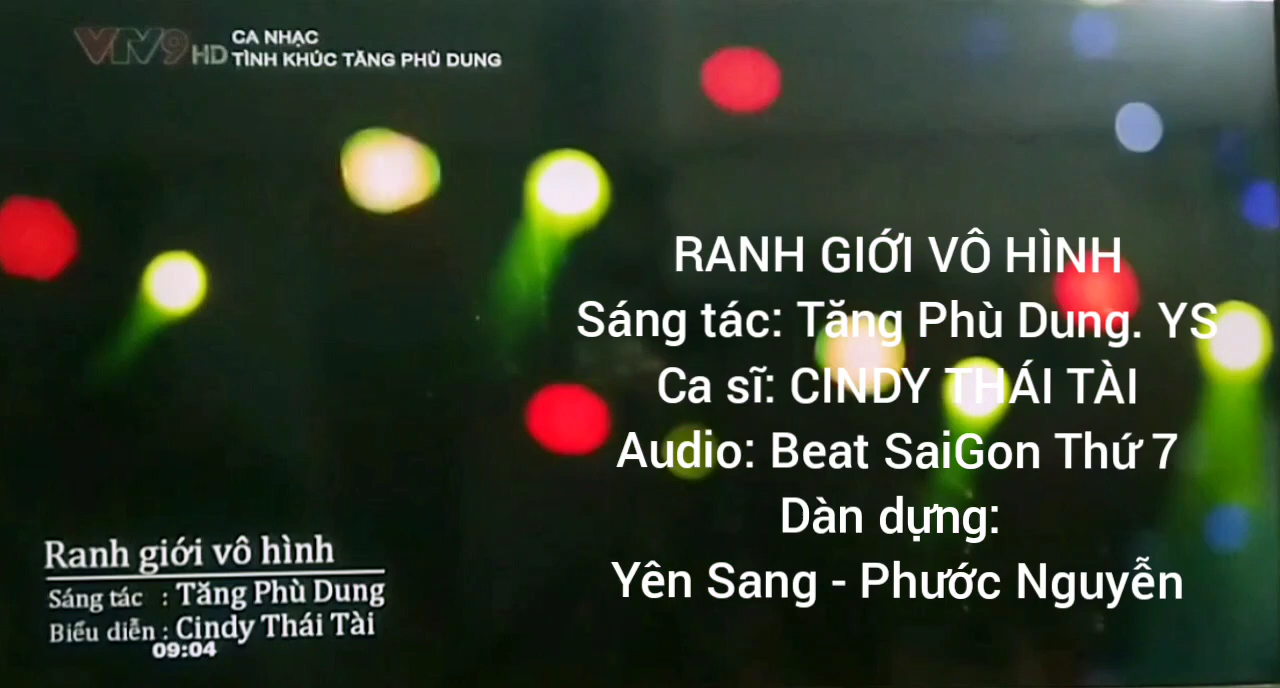 VTV9 HD
CA NHẠC
TÌNH KHÚC TĂNG PHÙ DUNG
RANH GIỚI VÔ HÌNH
Sáng tác: Tăng Phù Dung. YS
Ca sĩ: CINDY THÁI TÀI
Audio: Beat SaiGon Thứ 7
Dàn dựng:
Yên Sang - Phước Nguyễn
Ranh giới vô hình
Sáng tác : Tăng Phù Dung
Biểu diễn : Cindy Thái Tài
09:04